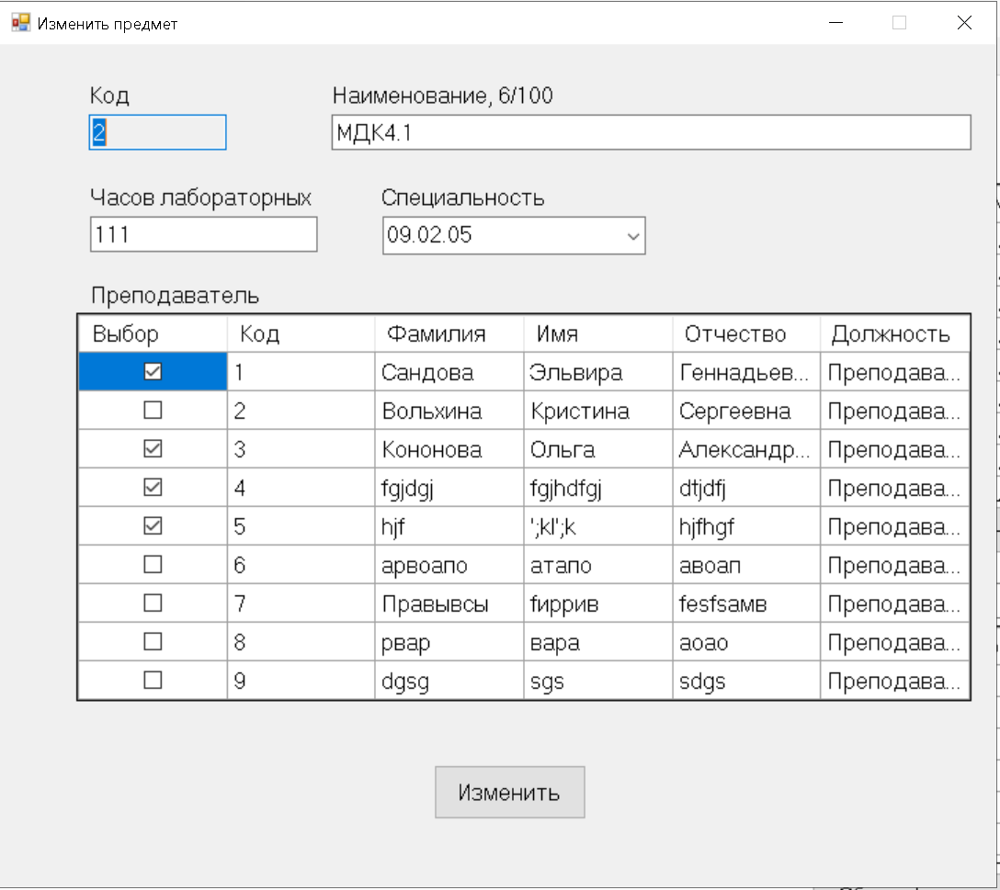 Изменить предмет
Код Наименование, 6/100
2 МДК4.1
Часов лабораторных Специальность
111 09.02.05
Преподаватель
Выбор Код Фамилия Имя Отчество Должность
1 Сандова Эльвира Геннадьев... Преподава...
2 Вольхина Кристина Сергеевна Преподава...
3 Кононова Ольга Александр... Преподава...
4 fgjdgj fgjhdfgj dtjdfj Преподава...
5 hjf ';kl';k hjfhgf Преподава...
6 арвоапо атапо авоап Преподава...
7 Правывсы fиррив fesfsамв Преподава...
8 рвар вара аоао Преподава...
9 dgsg sgs sdgs Преподава...
Изменить